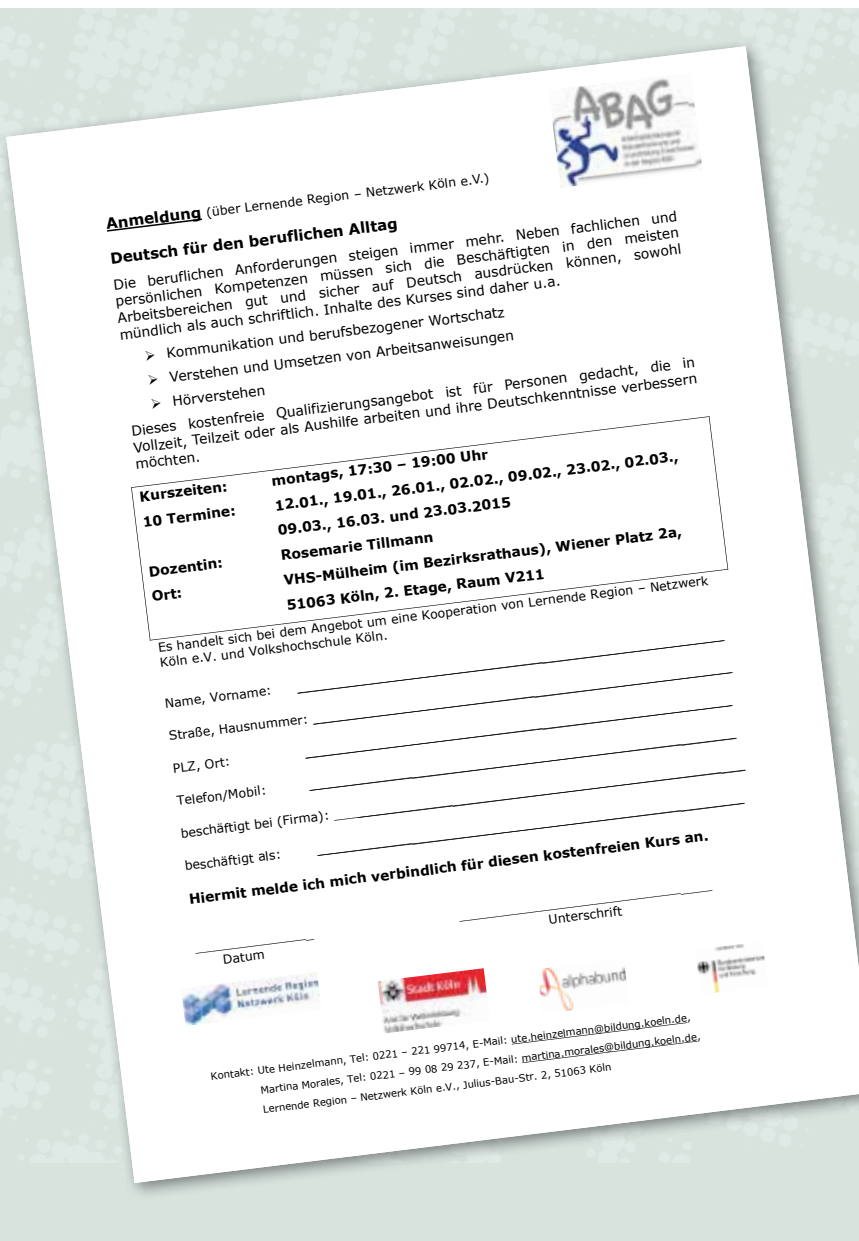 ABAG
Anmeldung (über Lernende Region – Netzwerk Köln e.V.)
Deutsch für den beruflichen Alltag
Die beruflichen Anforderungen steigen immer mehr. Neben fachlichen und
persönlichen Kompetenzen müssen sich die Beschäftigten in den meisten
Arbeitsbereichen gut und sicher auf Deutsch ausdrücken können, sowohl
mündlich als auch schriftlich. Inhalte des Kurses sind daher u.a.
➢ Kommunikation und berufsbezogener Wortschatz
➢ Verstehen und Umsetzen von Arbeitsanweisungen
➢ Hörverstehen
Dieses kostenfreie Qualifizierungsangebot ist für Personen gedacht, die in
Vollzeit, Teilzeit oder als Aushilfe arbeiten und ihre Deutschkenntnisse verbessern
möchten.
Kurszeiten: montags, 17:30 – 19:00 Uhr
10 Termine: 12.01., 19.01., 26.01., 02.02., 09.02., 23.02., 02.03.,
09.03., 16.03. und 23.03.2015
Dozentin: Rosemarie Tillmann
Ort: VHS-Mülheim (im Bezirksrathaus), Wiener Platz 2a,
51063 Köln, 2. Etage, Raum V211
Es handelt sich bei dem Angebot um eine Kooperation von Lernende Region – Netzwerk
Köln e.V. und Volkshochschule Köln.
Name, Vorname:
Straße, Hausnummer:
PLZ, Ort:
Telefon/Mobil:
beschäftigt bei (Firma):
beschäftigt als:
Hiermit melde ich mich verbindlich für diesen kostenfreien Kurs an.
Datum
Unterschrift
Lernende Region
Netzwerk Köln
Stadt Köln
Amt für Weiterbildung
Volkshochschule
alphabund
Bundesministerium
für Bildung
und Forschung
Kontakt: Ute Heinzelmann, Tel: 0221 – 221 99714, E-Mail: ute.heinzelmann@bildung.koeln.de,
Martina Morales, Tel: 0221 – 99 08 29 237, E-Mail: martina.morales@bildung.koeln.de,
Lernende Region – Netzwerk Köln e.V., Julius-Bau-Str. 2, 51063 Köln